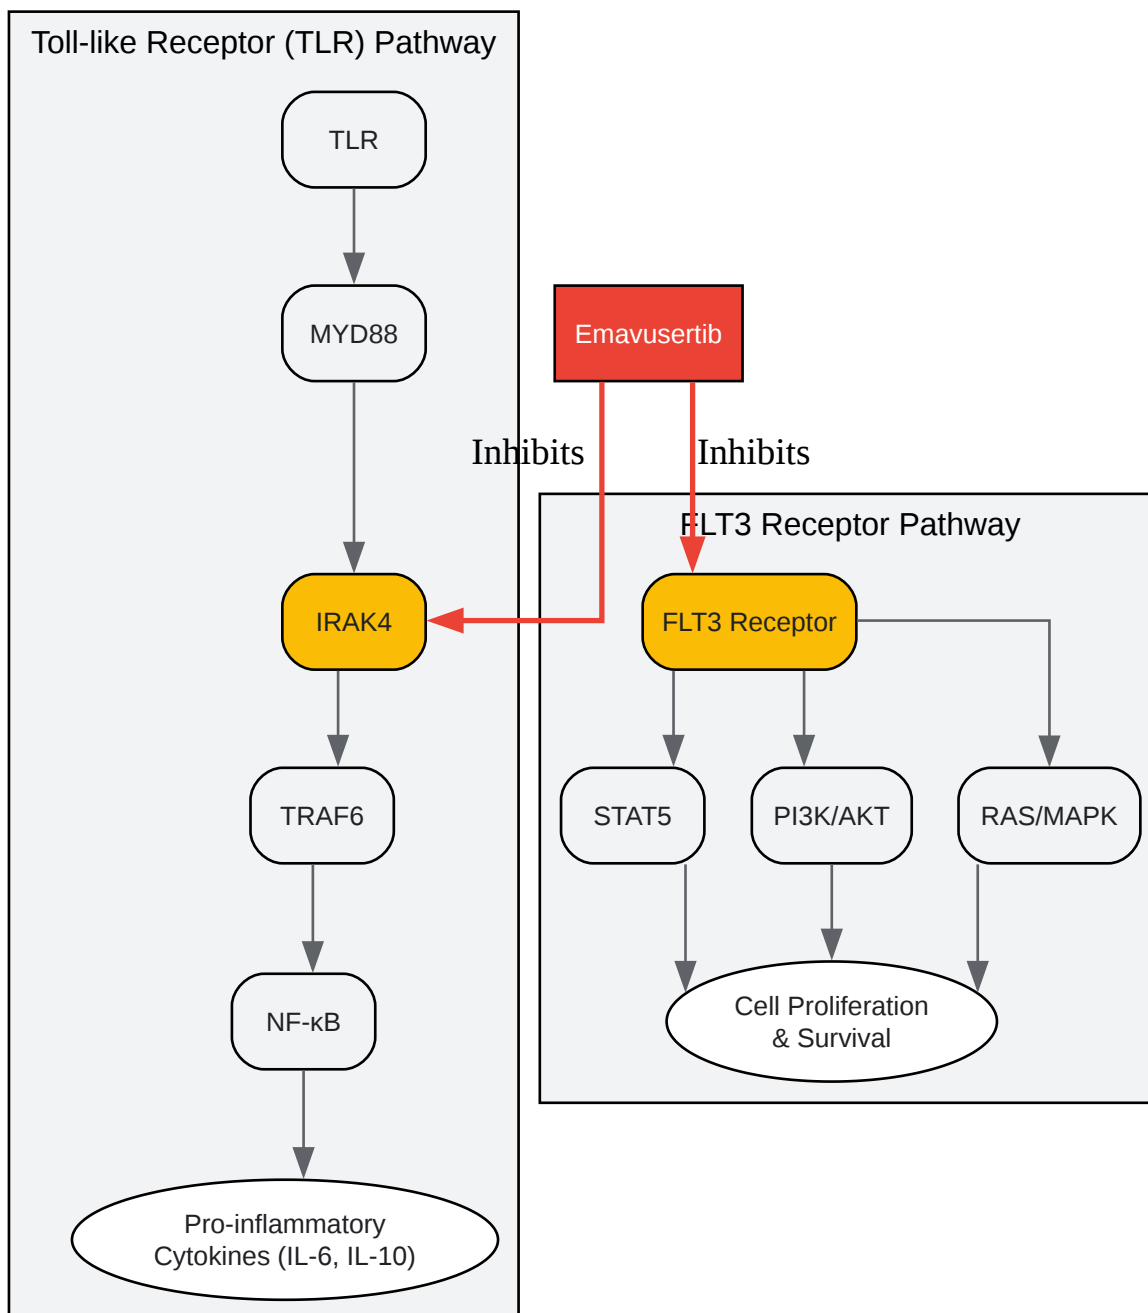 Toll-like Receptor (TLR) Pathway
TLR
MYD88
Emavusertib
Inhibits
Inhibits
FLT3 Receptor Pathway
IRAK4
FLT3 Receptor
TRAF6
STAT5
PI3K/AKT
RAS/MAPK
NF-κB
Cell Proliferation
& Survival
Pro-inflammatory
Cytokines (IL-6, IL-10)